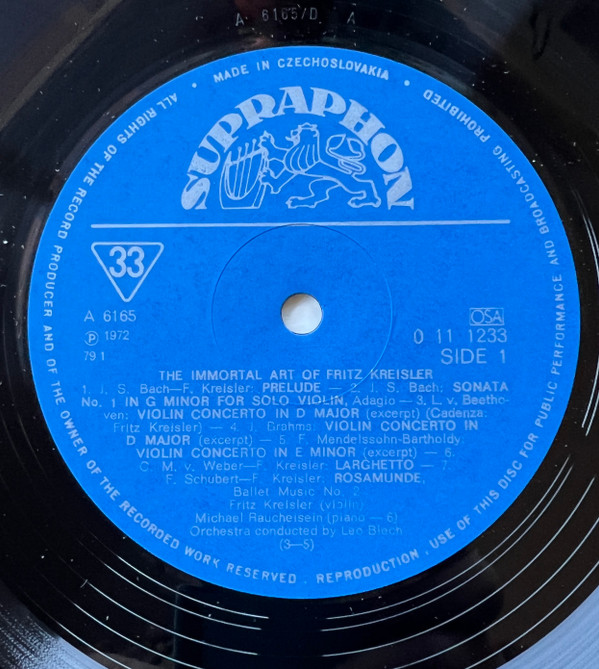 A 6165/D A
MADE IN CZECHOSLOVAKIA
ALL RIGHTS OF THE RECORD PRODUCER AND OF THE OWNER OF THE RECORDED WORK RESERVED . REPRODUCTION . USE OF THIS DISC FOR PUBLIC PERFORMANCE AND BROADCASTING PROHIBITED
SUPRAPHON
33
A 6165
OSA
℗ 1972
0 11 1233
79 1
SIDE 1
THE IMMORTAL ART OF FRITZ KREISLER
1. J. S. Bach—F. Kreisler: PRELUDE — 2. J. S. Bach: SONATA
No. 1 IN G MINOR FOR SOLO VIOLIN, Adagio — 3. L. v. Beetho-
ven: VIOLIN CONCERTO IN D MAJOR (excerpt) (Cadenza:
Fritz Kreisler) — 4. J. Brahms: VIOLIN CONCERTO IN
D MAJOR (excerpt) — 5. F. Mendelssohn-Bartholdy:
VIOLIN CONCERTO IN E MINOR (excerpt) — 6.
C. M. v. Weber—F. Kreisler: LARGHETTO — 7.
F. Schubert—F. Kreisler: ROSAMUNDE,
Ballet Music No. 2
Fritz Kreisler (violin)
Michael Raucheisein (piano — 6)
Orchestra conducted by Leo Blech
(3—5)